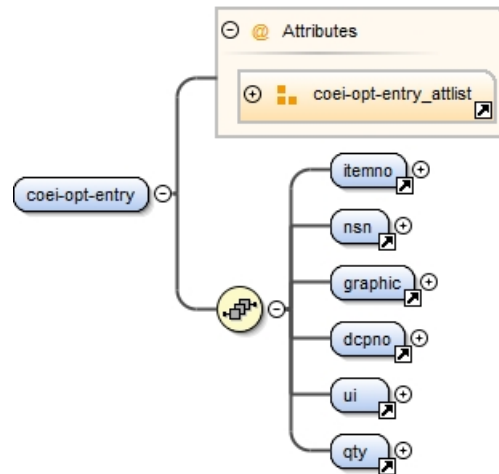 @ Attributes
coei-opt-entry_attlist
coei-opt-entry
itemno
nsn
graphic
dcpno
ui
qty